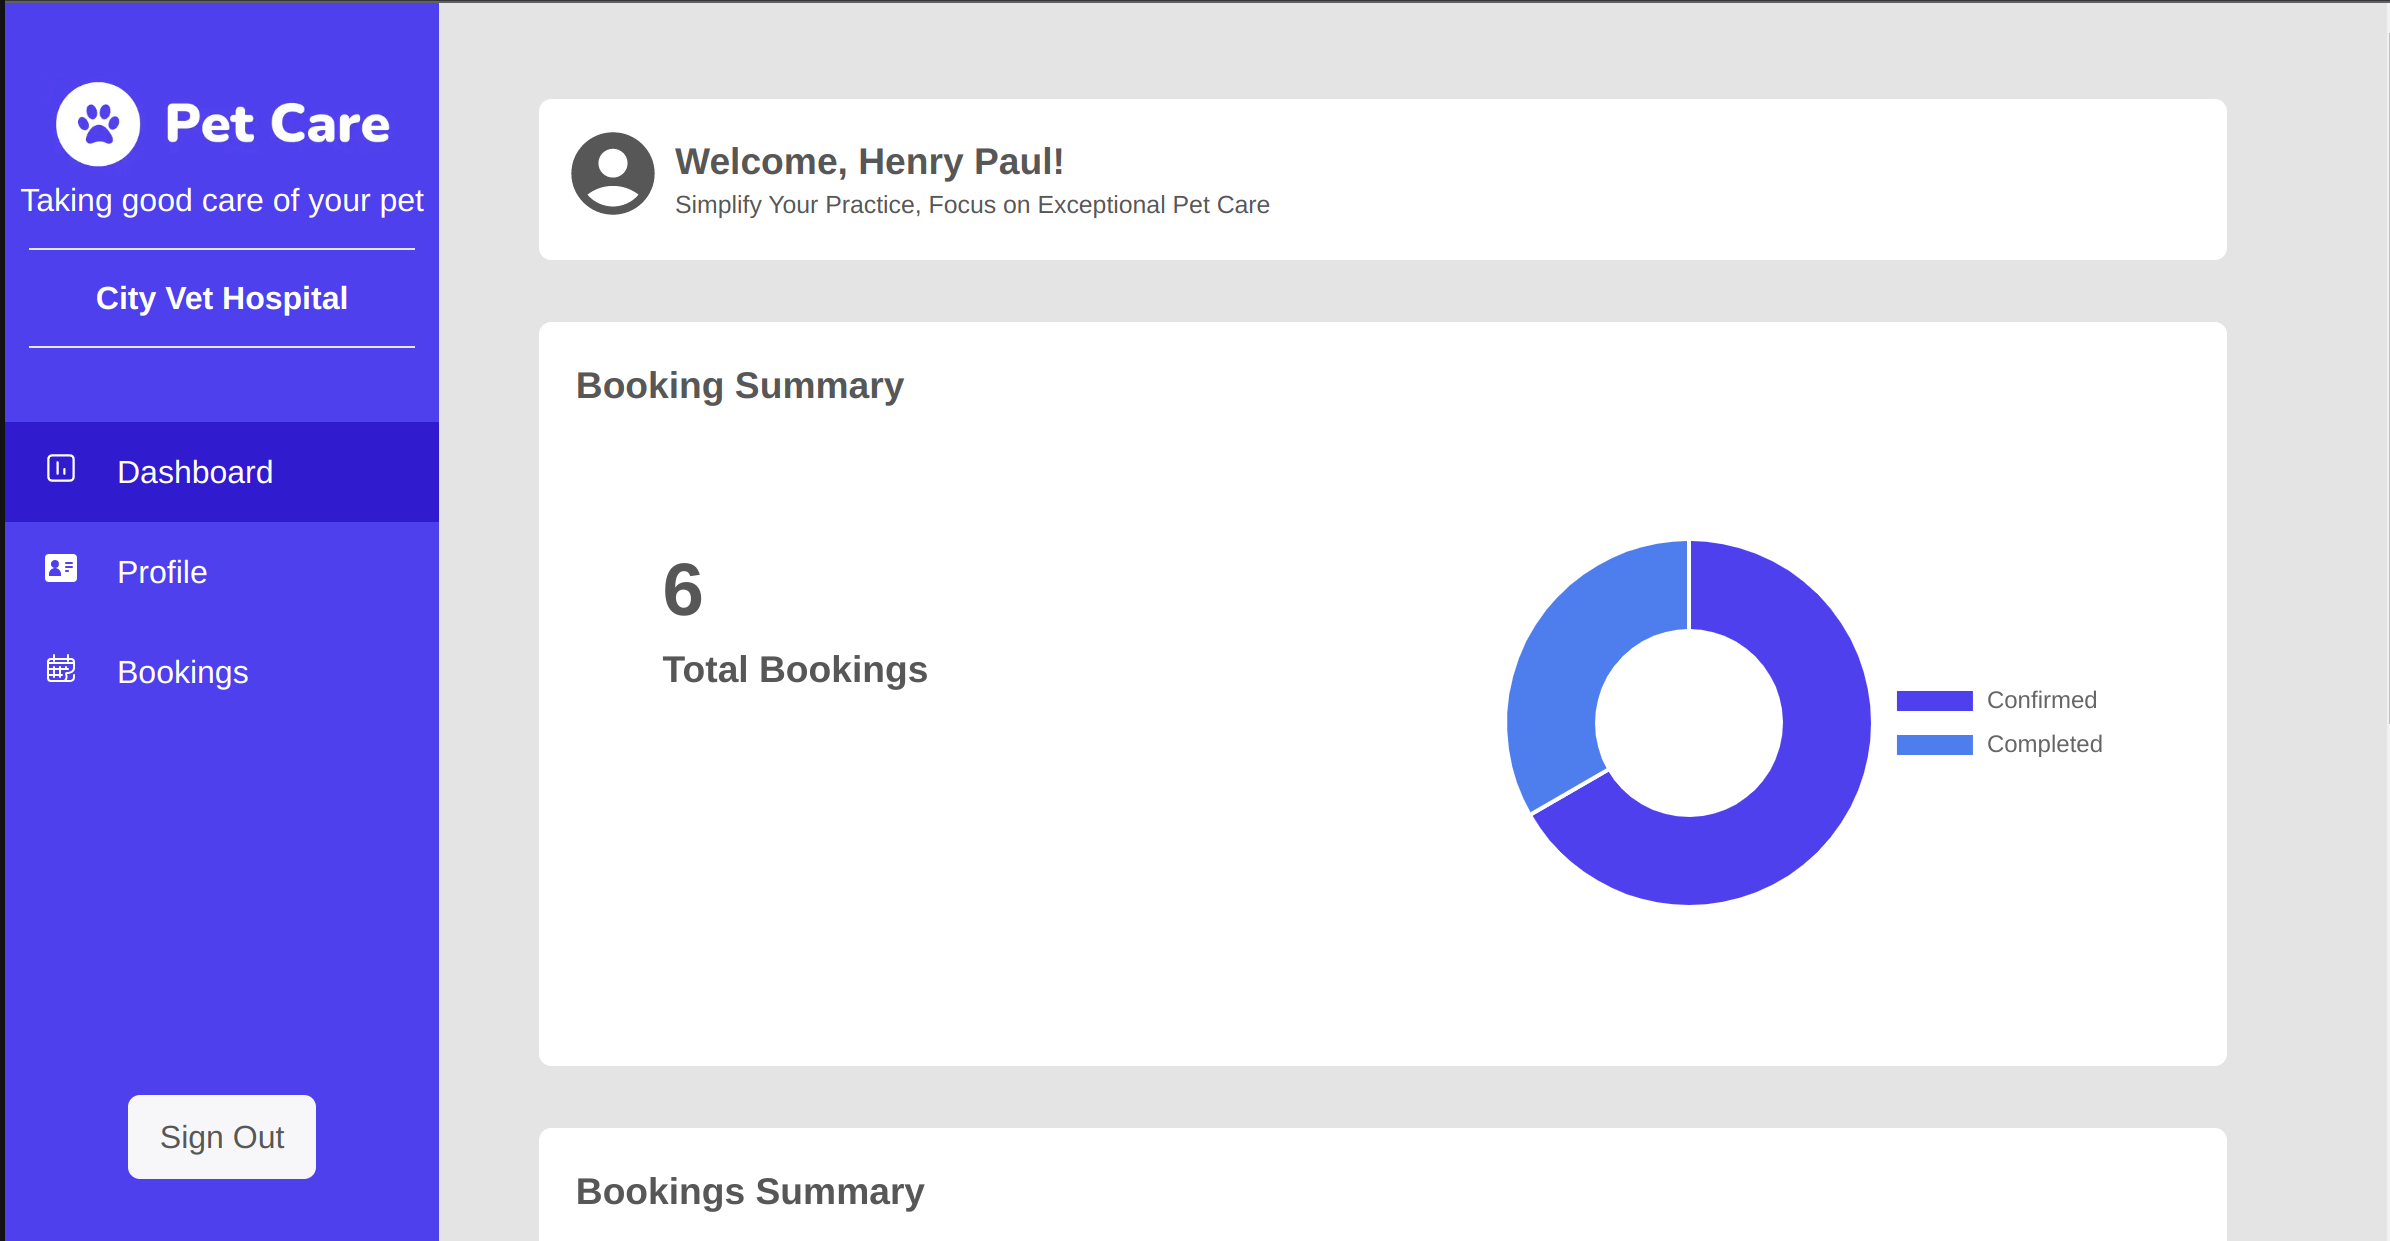 Pet Care
Taking good care of your pet
City Vet Hospital
Dashboard
Profile
Bookings
Sign Out
Welcome, Henry Paul!
Simplify Your Practice, Focus on Exceptional Pet Care
Booking Summary
6
Total Bookings
Confirmed
Completed
Bookings Summary